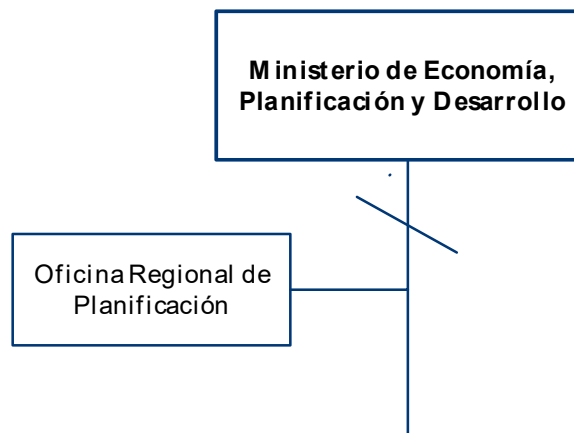 Ministerio de Economía,
Planificación y Desarrollo
Oficina Regional de
Planificación